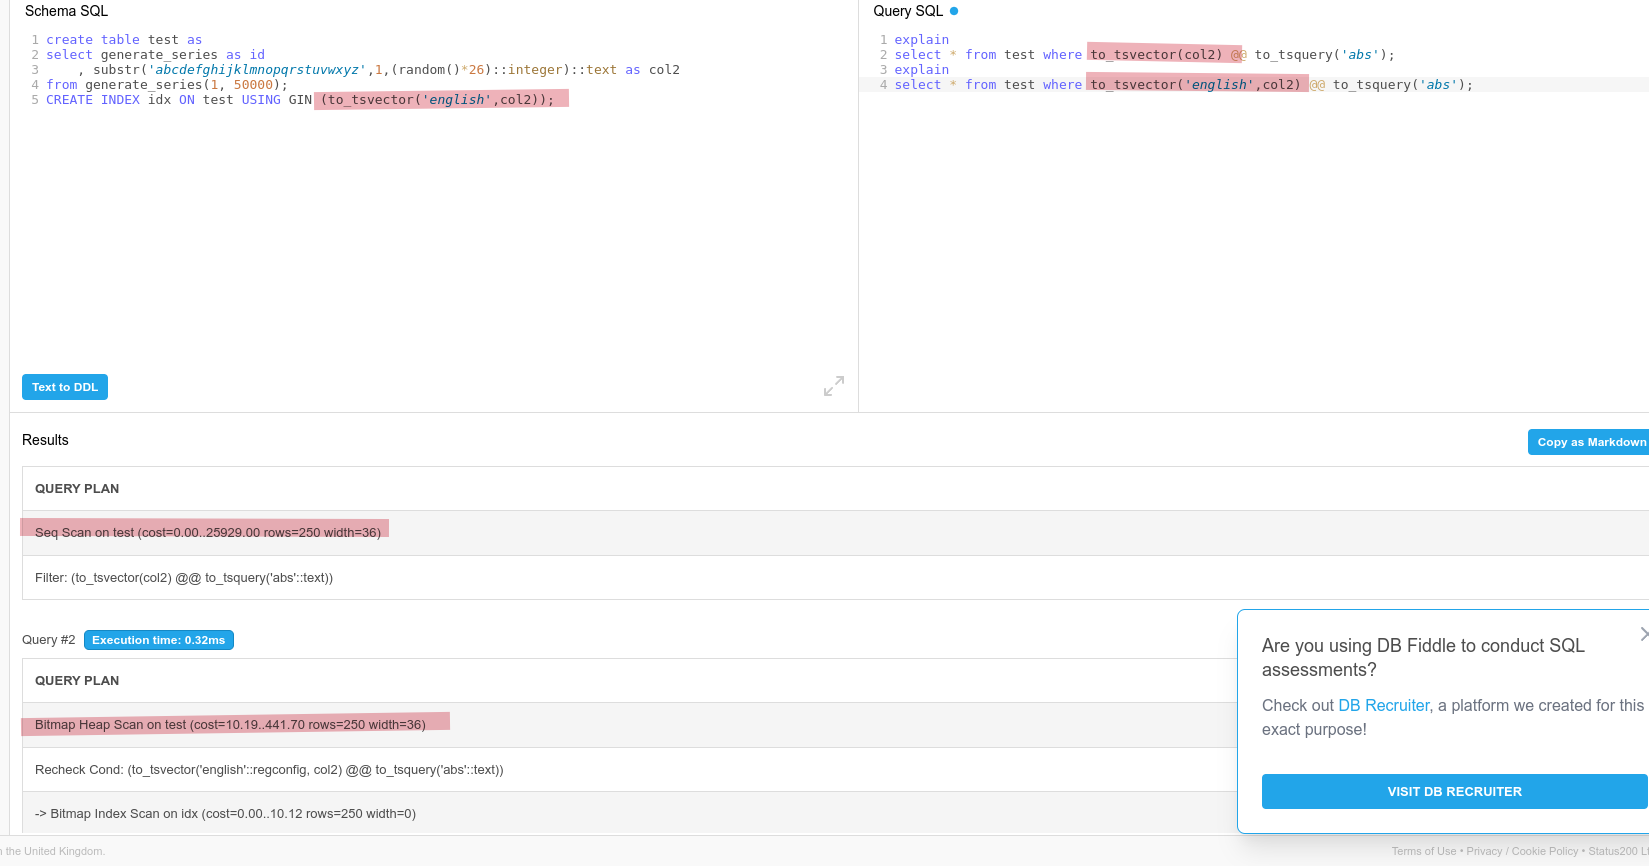 Schema SQL
1 create table test as
2 select generate_series as id
3     , substr('abcdefghijklmnopqrstuvwxyz',1,(random()*26)::integer)::text as col2
4 from generate_series(1, 50000);
5 CREATE INDEX idx ON test USING GIN (to_tsvector('english',col2));
Text to DDL
Query SQL
1 explain
2 select * from test where to_tsvector(col2) @@ to_tsquery('abs');
3 explain
4 select * from test where to_tsvector('english',col2) @@ to_tsquery('abs');
Results
Copy as Markdown
QUERY PLAN
Seq Scan on test (cost=0.00..25929.00 rows=250 width=36)
Filter: (to_tsvector(col2) @@ to_tsquery('abs'::text))
Query #2 Execution time: 0.32ms
QUERY PLAN
Bitmap Heap Scan on test (cost=10.19..441.70 rows=250 width=36)
Recheck Cond: (to_tsvector('english'::regconfig, col2) @@ to_tsquery('abs'::text))
-> Bitmap Index Scan on idx (cost=0.00..10.12 rows=250 width=0)
Are you using DB Fiddle to conduct SQL
assessments?
Check out DB Recruiter, a platform we created for this
exact purpose!
VISIT DB RECRUITER
the United Kingdom.
Terms of Use • Privacy / Cookie Policy • Status200